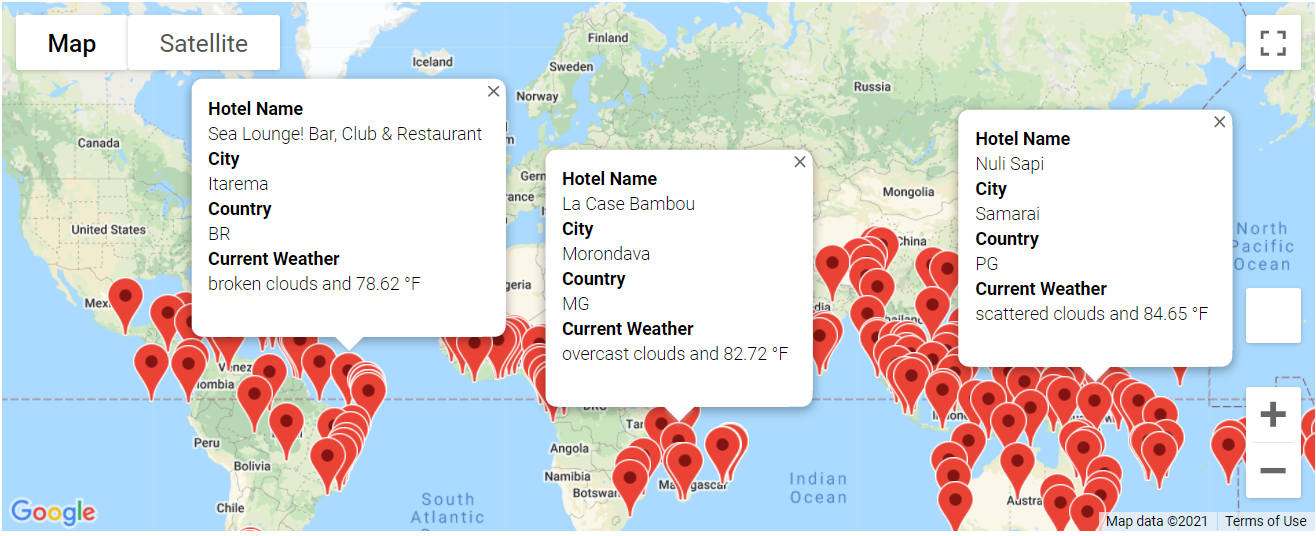 Map
Satellite
Iceland
Finland
Sweden
Norway
Russia
Canada
United States
Mongolia
China
North
Pacific
Ocean
Hotel Name
Sea Lounge! Bar, Club & Restaurant
City
Itarema
Country
BR
Current Weather
broken clouds and 78.62 °F
Hotel Name
La Case Bambou
City
Morondava
Country
MG
Current Weather
overcast clouds and 82.72 °F
Hotel Name
Nuli Sapi
City
Samarai
Country
PG
Current Weather
scattered clouds and 84.65 °F
Peru
Bolivia
Chile
Angola
Namibia
Indian
Ocean
South
Atlantic
Google
Map data ©2021
Terms of Use